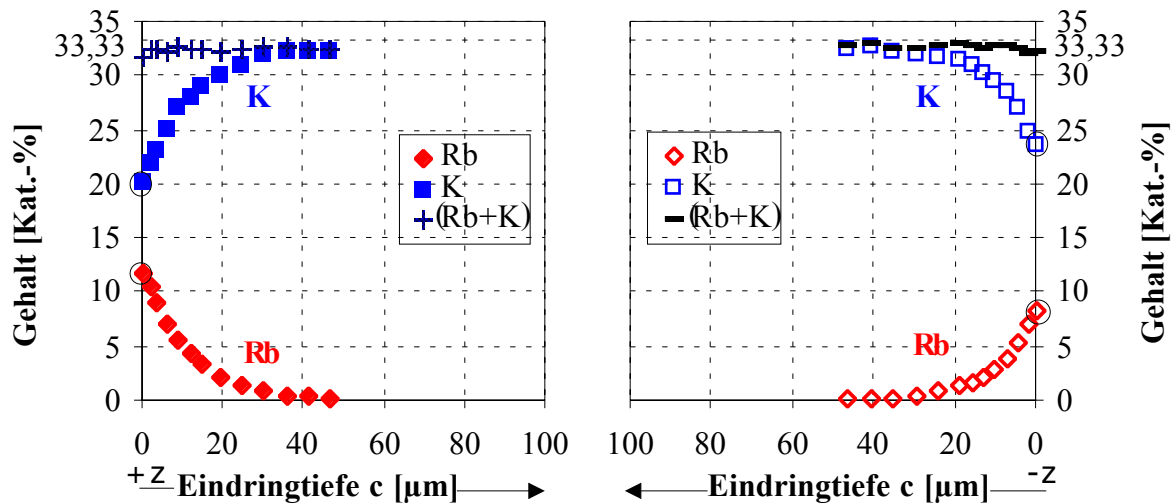 Gehalt [Kat.-%]
35
33,33
30
25
20
15
10
5
0
K
Rb
Rb
K
(Rb+K)
0 20 40 60 80 100
+z Eindringtiefe c [µm]
35
33,33
30
25
20
15
10
5
0
Gehalt [Kat.-%]
K
Rb
Rb
K
(Rb+K)
100 80 60 40 20 0
Eindringtiefe c [µm] -z